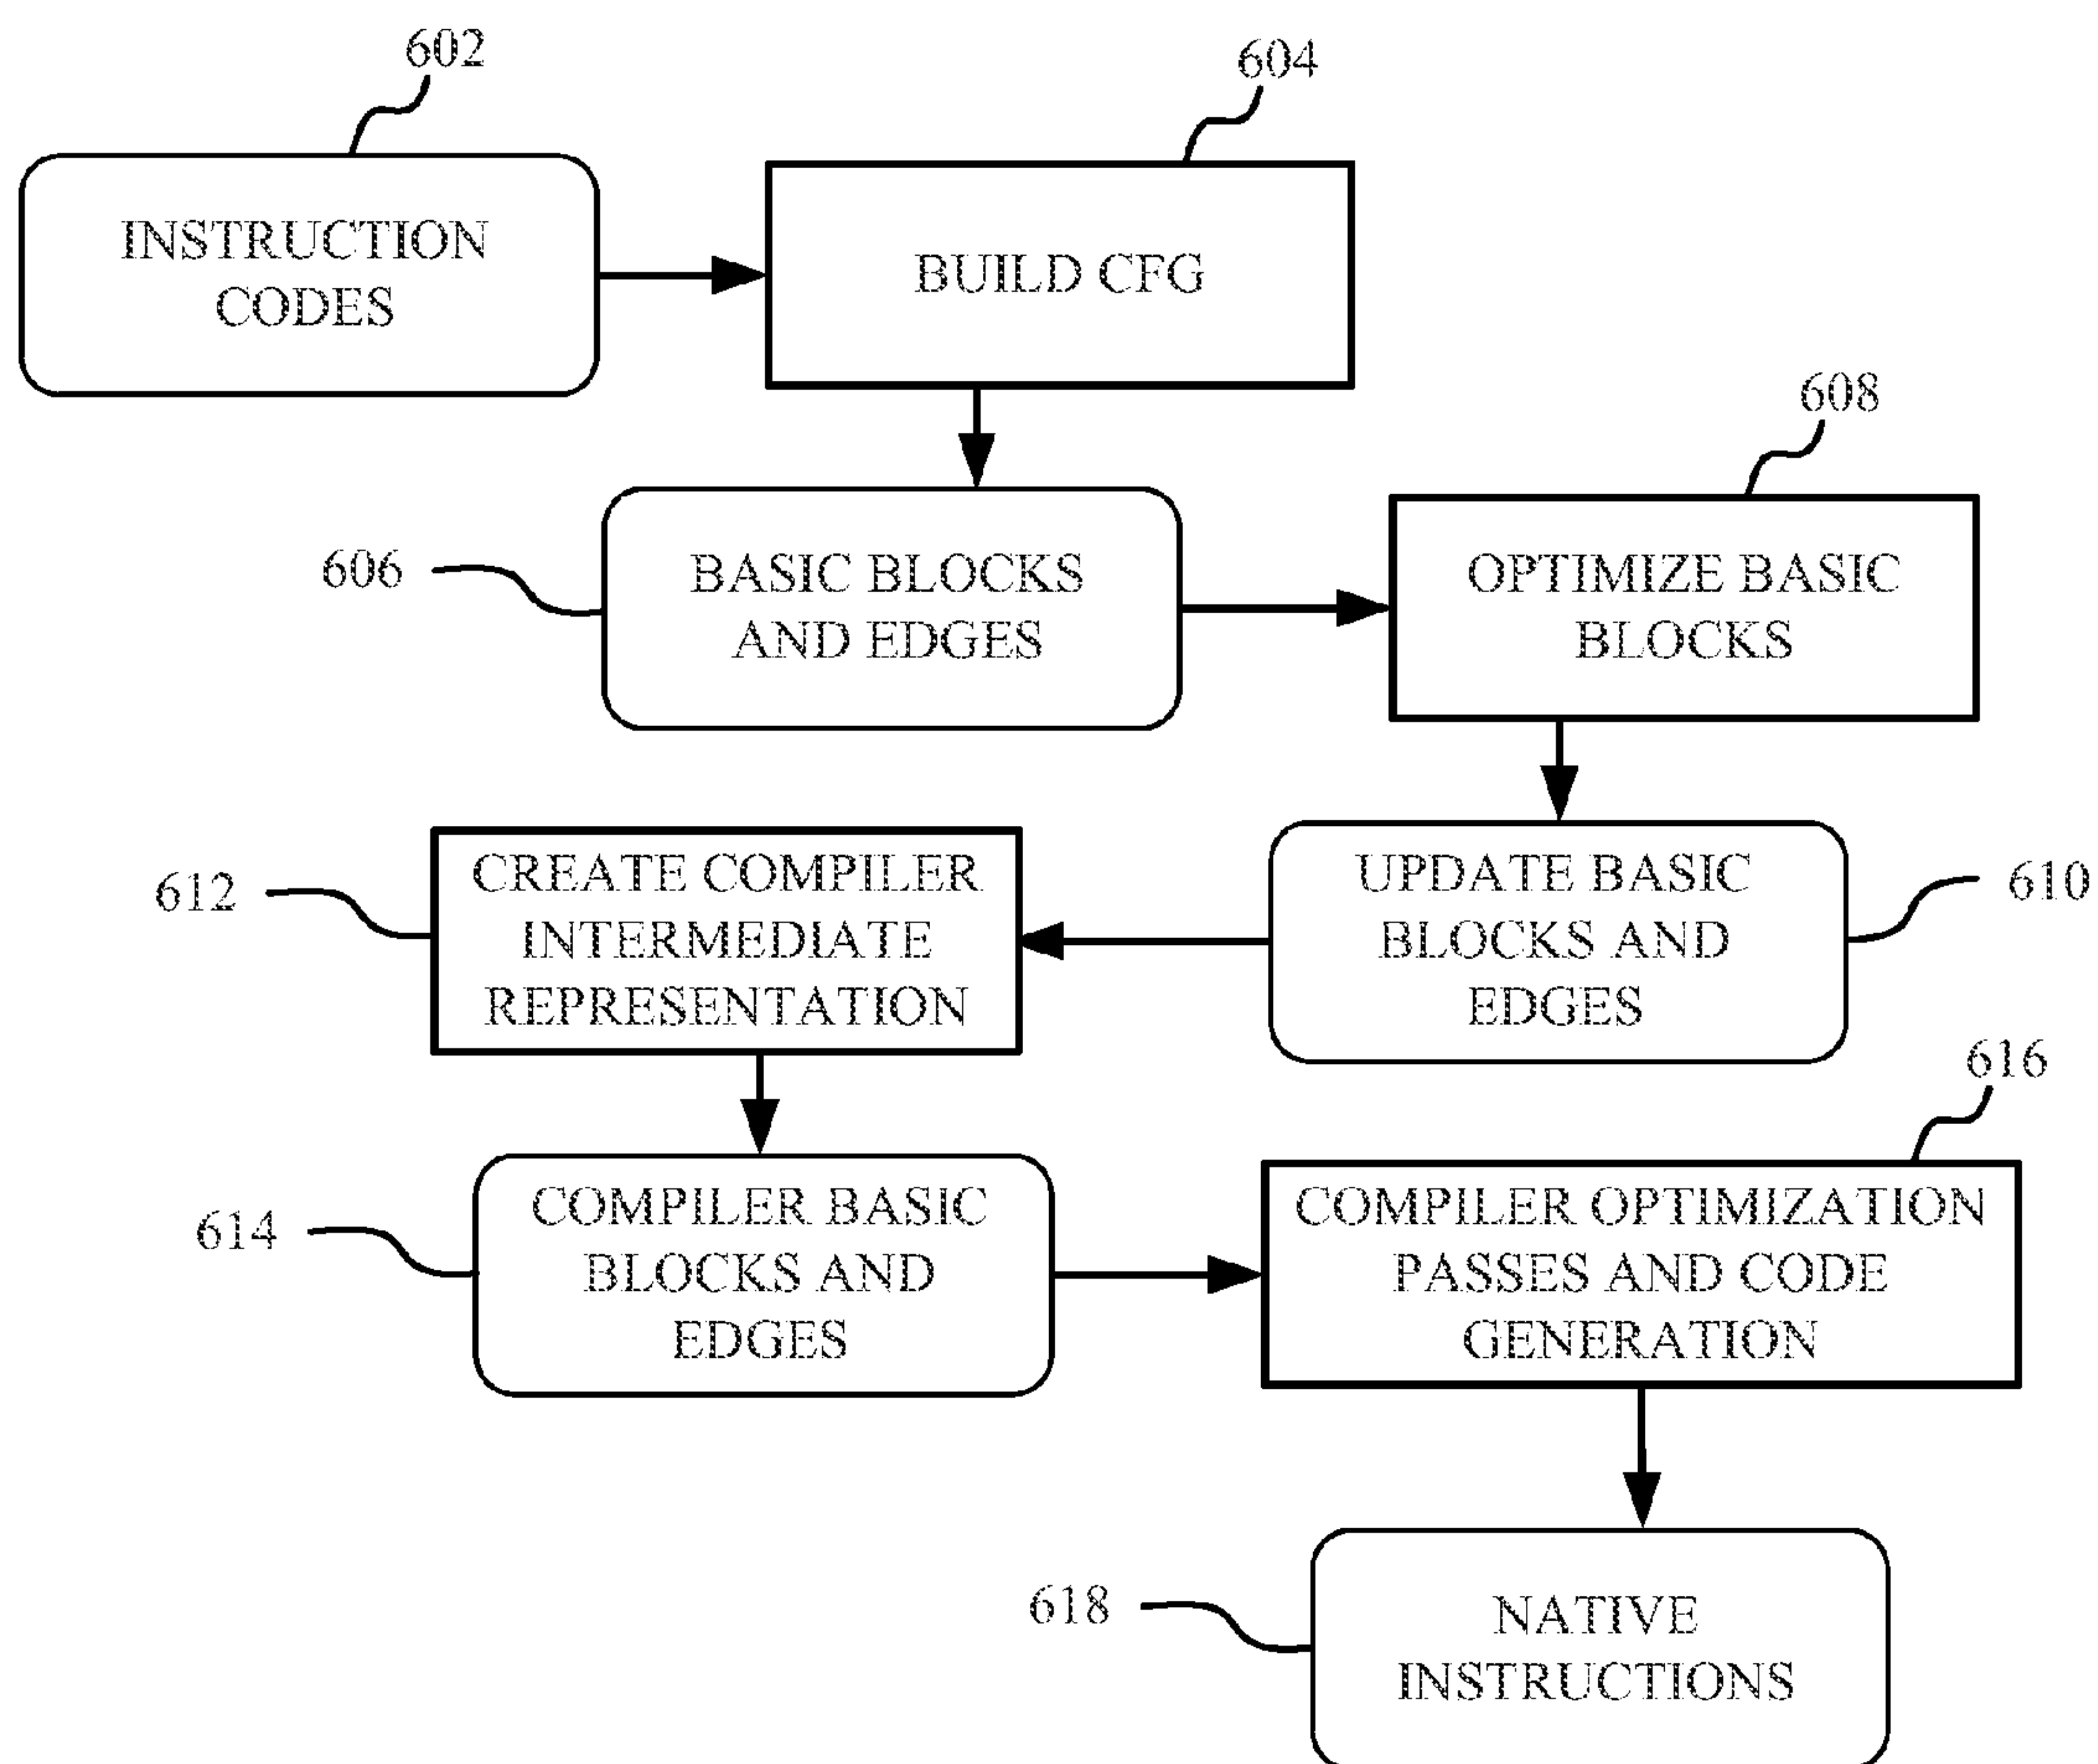 602
604
INSTRUCTION
CODES
BUILD CFG
608
606
BASIC BLOCKS
AND EDGES
OPTIMIZE BASIC
BLOCKS
612
CREATE COMPILER
INTERMEDIATE
REPRESENTATION
UPDATE BASIC
BLOCKS AND
EDGES
610
616
614
COMPILER BASIC
BLOCKS AND
EDGES
COMPILER OPTIMIZATION
PASSES AND CODE
GENERATION
618
NATIVE
INSTRUCTIONS